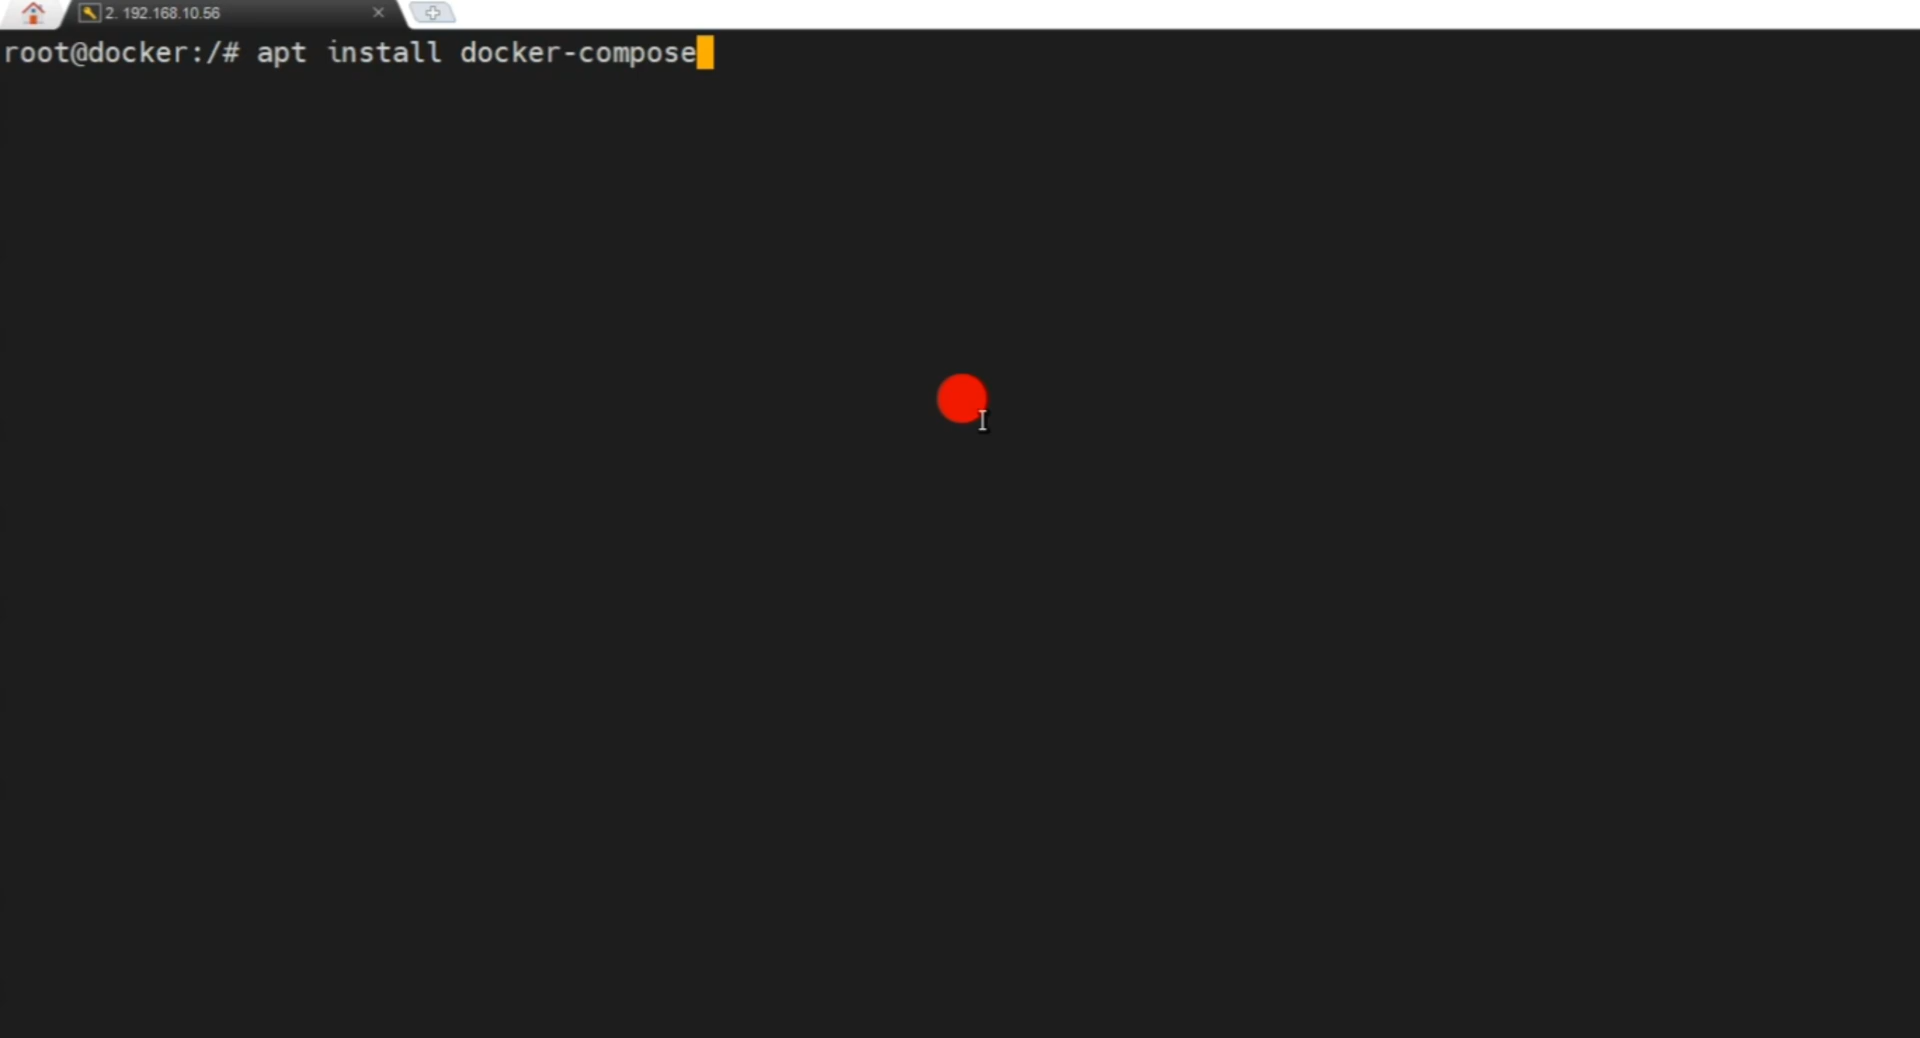 2. 192.168.10.56
root@docker:/# apt install docker-compose